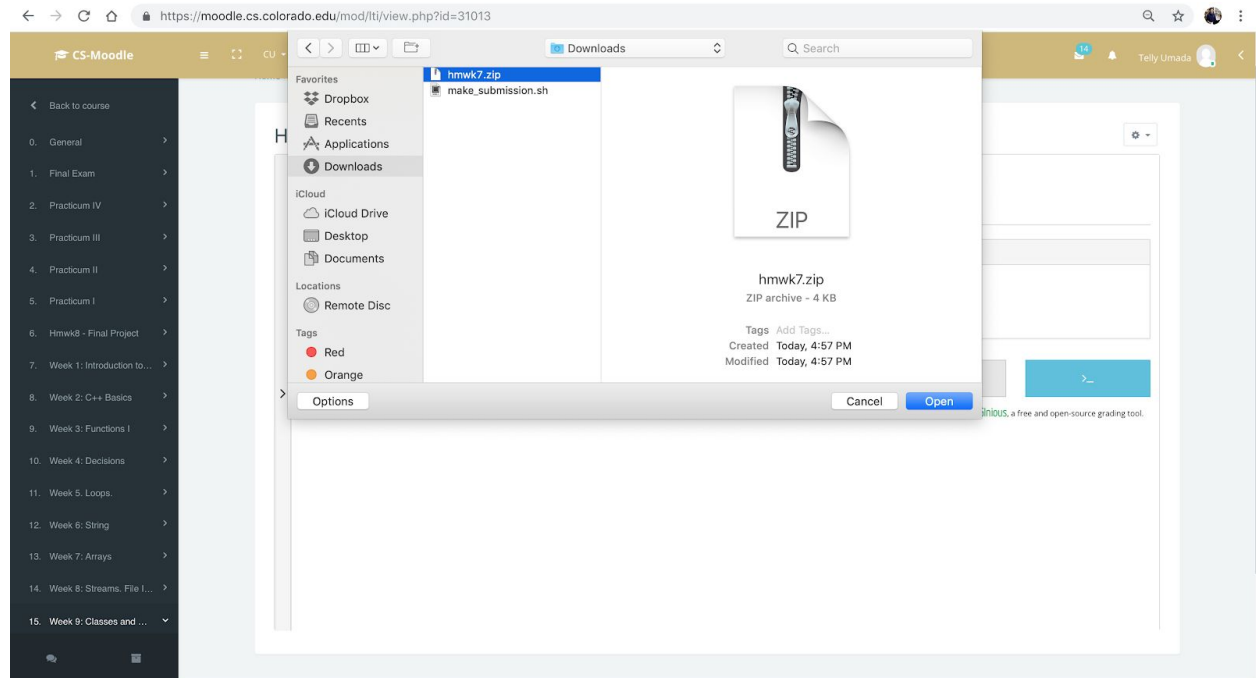 https://moodle.cs.colorado.edu/mod/lti/view.php?id=31013
CS-Moodle
CU
14
Telly Umada
Back to course
0. General
1. Final Exam
2. Practicum IV
3. Practicum III
4. Practicum II
5. Practicum I
6. Hmwk8 - Final Project
7. Week 1: Introduction to...
8. Week 2: C++ Basics
9. Week 3: Functions I
10. Week 4: Decisions
11. Week 5. Loops.
12. Week 6: String
13. Week 7: Arrays
14. Week 8: Streams. File I...
15. Week 9: Classes and ...
H
Downloads
Search
Favorites
Dropbox
Recents
Applications
Downloads
iCloud
iCloud Drive
Desktop
Documents
Locations
Remote Disc
Tags
Red
Orange
hmwk7.zip
make_submission.sh
ZIP
hmwk7.zip
ZIP archive - 4 KB
Tags Add Tags...
Created Today, 4:57 PM
Modified Today, 4:57 PM
Options
Cancel
Open
>_
, a free and open-source grading tool.